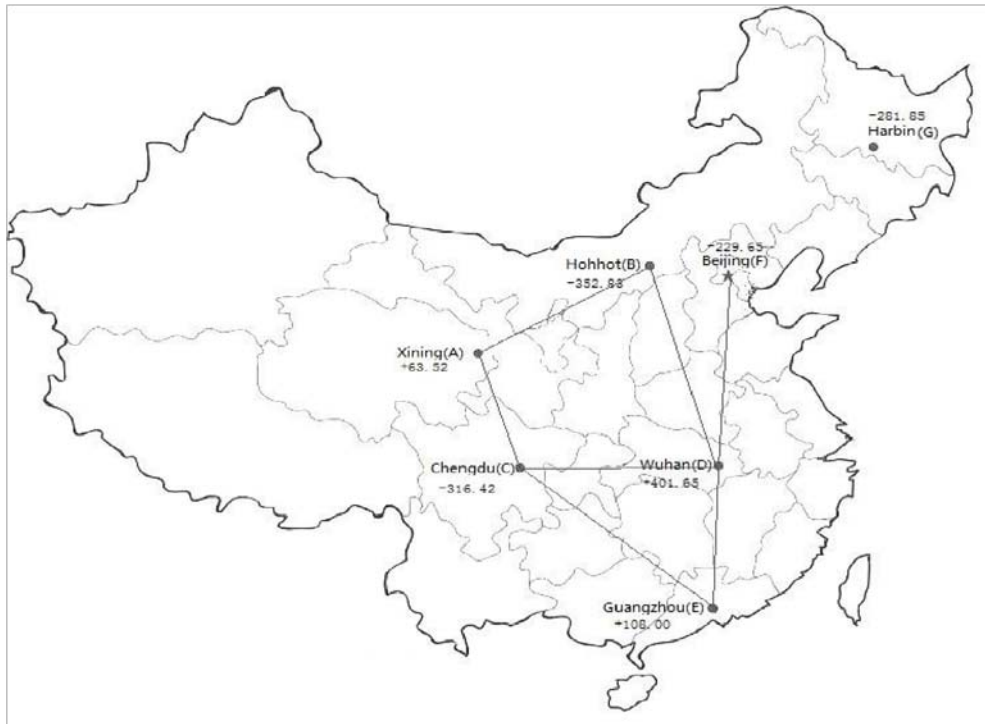 -281.85
Harbin(G)
-229.65
Beijing(F)
Hohhot(B)
-352.83
Xining(A)
+63.52
Chengdu(C)
-316.42
Wuhan(D)
+401.65
Guangzhou(E)
+108.00